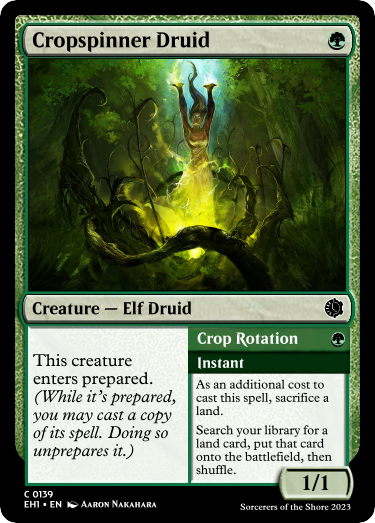 Cropspinner Druid
Creature — Elf Druid
This creature
enters prepared.
(While it's prepared,
you may cast a copy
of its spell. Doing so
unprepares it.)
Crop Rotation
Instant
As an additional cost to
cast this spell, sacrifice a
land.
Search your library for a
land card, put that card
onto the battlefield, then
shuffle.
1/1
C 0139
EH1 • EN Aaron Nakahara
Sorcerers of the Shore 2023